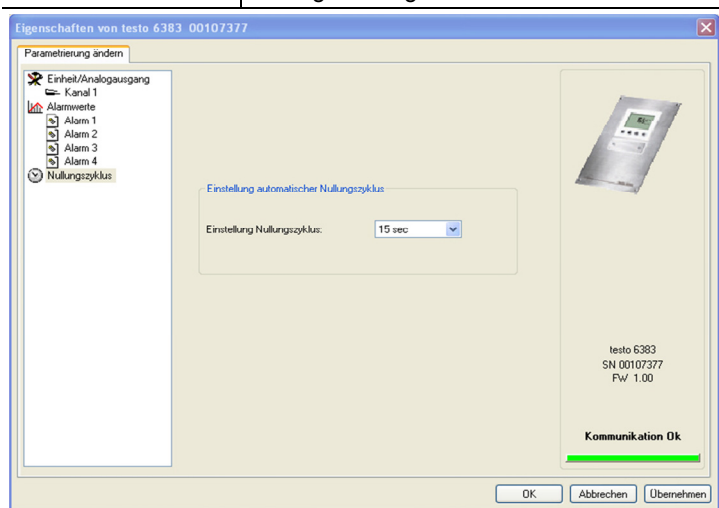 Eigenschaften von testo 6383 00107377
Parametrierung ändern
Einheit/Analogausgang
Kanal 1
Alarmwerte
Alarm 1
Alarm 2
Alarm 3
Alarm 4
Nullungszyklus
Einstellung automatischer Nullungszyklus
Einstellung Nullungszyklus:
15 sec
testo 6383
SN 00107377
FW 1.00
Kommunikation Ok
OK
Abbrechen
Übernehmen